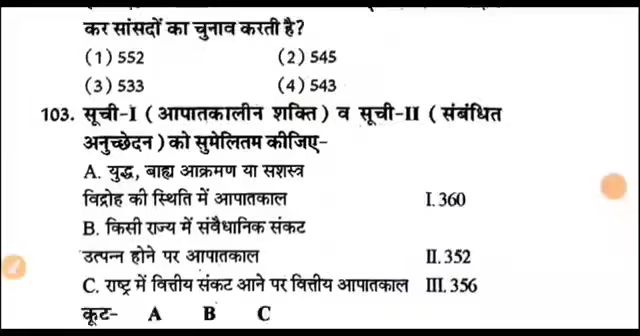 कर सांसदों का चुनाव करती है?
(1) 552 (2) 545
(3) 533 (4) 543
103. सूची-I ( आपातकालीन शक्ति ) व सूची-II ( संबंधित
अनुच्छेदन ) को सुमेलितम कीजिए-
A. युद्ध, बाह्य आक्रमण या सशस्त्र
विद्रोह की स्थिति में आपातकाल I. 360
B. किसी राज्य में संवैधानिक संकट
उत्पन्न होने पर आपातकाल II. 352
C. राष्ट्र में वित्तीय संकट आने पर वित्तीय आपातकाल III. 356
कूट- A B C